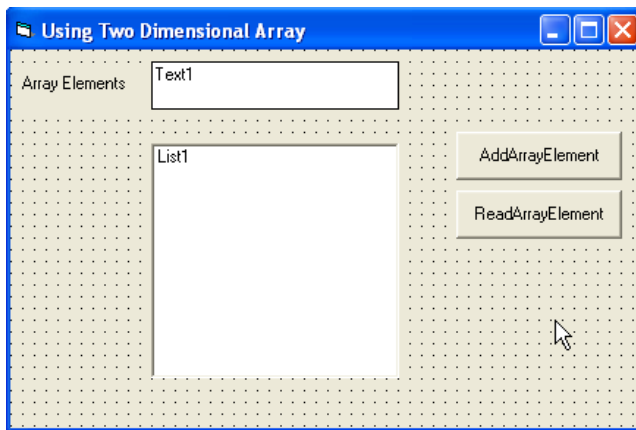 Using Two Dimensional Array
Array Elements
Text1
List1
AddArrayElement
ReadArrayElement